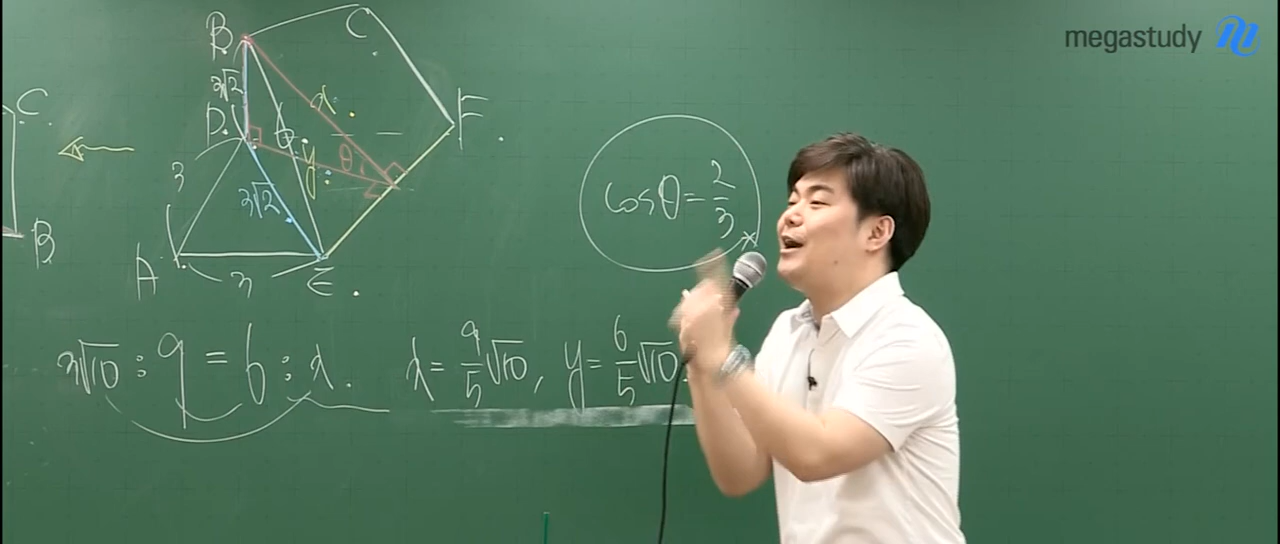 megastudy
B
C
3√2
x
D
F
θ
y
3
3√2
A
3
E
C
B
cosθ = 2/3
3√10 : 9 = 6 : x. x = 9/5 √10, y = 6/5 √10.